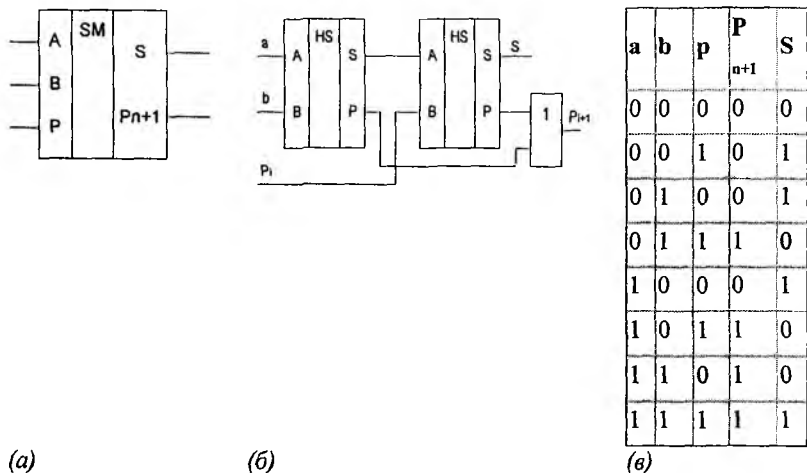 SM
A
S
B
P
Pn+1
a
HS
A
S
HS
A
S
S
b
B
P
B
P
1
Pi+1
Pi
a b p P n+1 S
0 0 0 0 0
0 0 1 0 1
0 1 0 0 1
0 1 1 1 0
1 0 0 0 1
1 0 1 1 0
1 1 0 1 0
1 1 1 1 1
(а)
(б)
(в)